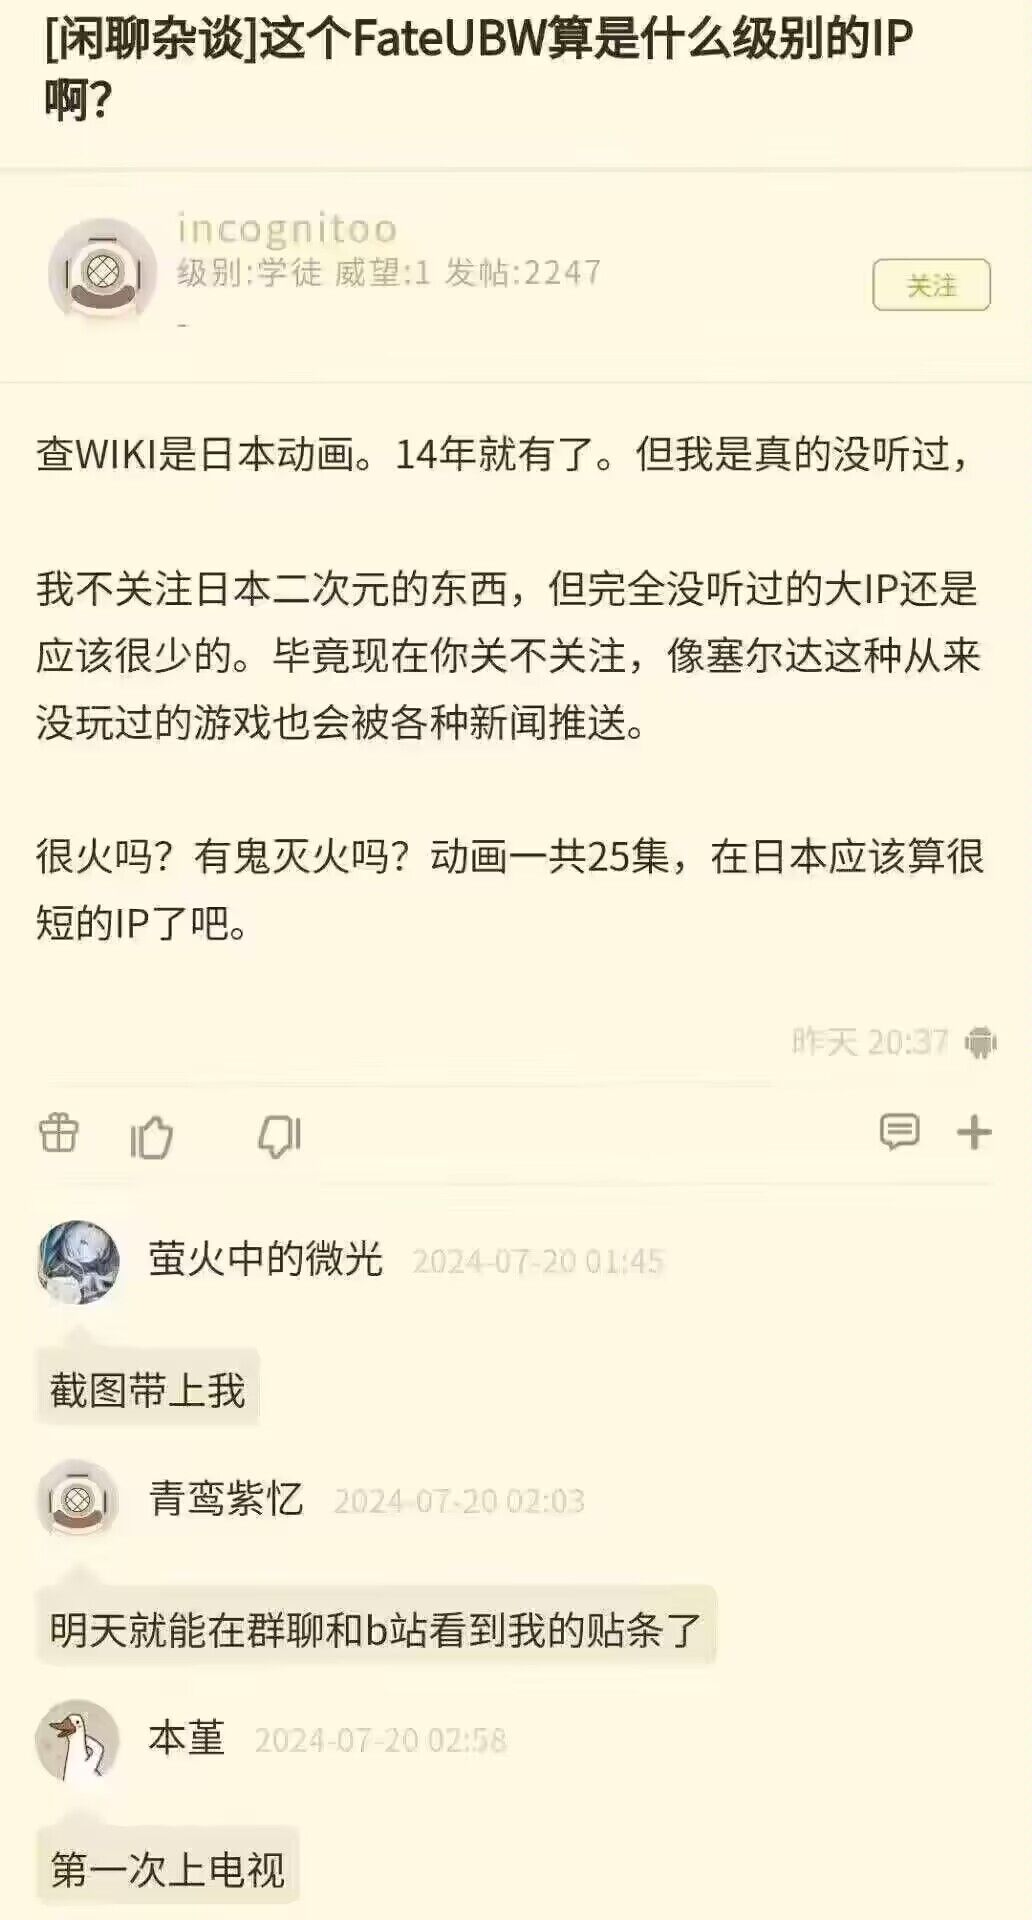 [闲聊杂谈]这个FateUBW算是什么级别的IP
啊？
incognitoo
级别:学徒 威望:1 发帖:2247
-
关注
查WIKI是日本动画。14年就有了。但我是真的没听过，
我不关注日本二次元的东西，但完全没听过的大IP还是
应该很少的。毕竟现在你关不关注，像塞尔达这种从来
没玩过的游戏也会被各种新闻推送。
很火吗？有鬼灭火吗？动画一共25集，在日本应该算很
短的IP了吧。
昨天 20:37
萤火中的微光 2024-07-20 01:45
截图带上我
青鸾紫忆 2024-07-20 02:03
明天就能在群聊和b站看到我的贴条了
本堇 2024-07-20 02:58
第一次上电视